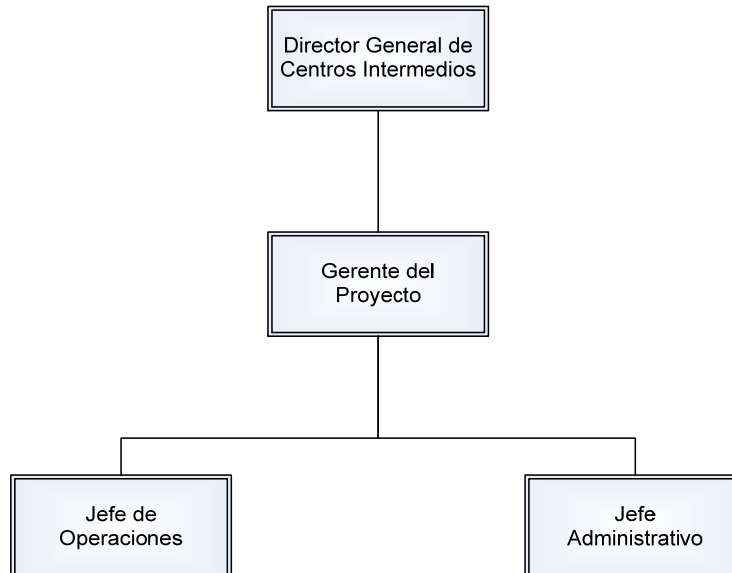 Director General de
Centros Intermedios
Gerente del
Proyecto
Jefe de
Operaciones
Jefe
Administrativo